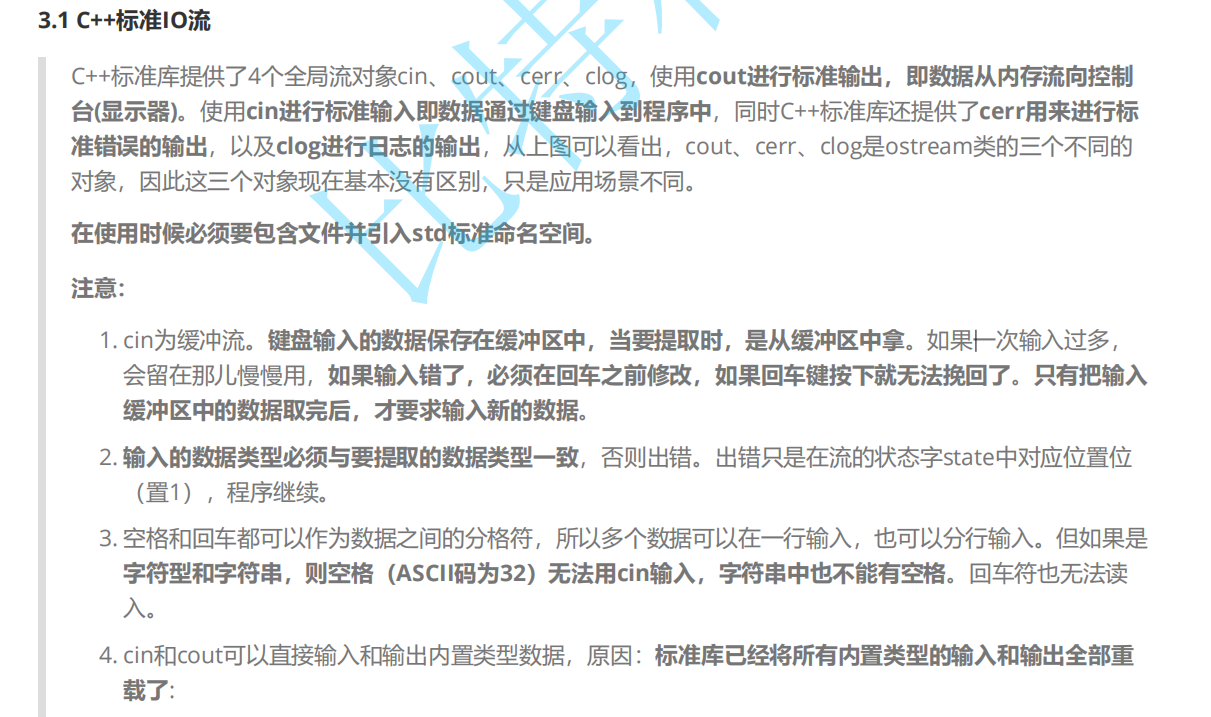 3.1 C++标准IO流
C++标准库提供了4个全局流对象cin、cout、cerr、clog，使用cout进行标准输出，即数据从内存流向控制
台(显示器)。使用cin进行标准输入即数据通过键盘输入到程序中，同时C++标准库还提供了cerr用来进行标
准错误的输出，以及clog进行日志的输出，从上图可以看出，cout、cerr、clog是ostream类的三个不同的
对象，因此这三个对象现在基本没有区别，只是应用场景不同。
在使用时候必须要包含文件并引入std标准命名空间。
注意：
1. cin为缓冲流。键盘输入的数据保存在缓冲区中，当要提取时，是从缓冲区中拿。如果一次输入过多，
会留在那儿慢慢用，如果输入错了，必须在回车之前修改，如果回车键按下就无法挽回了。只有把输入
缓冲区中的数据取完后，才要求输入新的数据。
2. 输入的数据类型必须与要提取的数据类型一致，否则出错。出错只是在流的状态字state中对应位置位
（置1），程序继续。
3. 空格和回车都可以作为数据之间的分格符，所以多个数据可以在一行输入，也可以分行输入。但如果是
字符型和字符串，则空格（ASCII码为32）无法用cin输入，字符串中也不能有空格。回车符也无法读
入。
4. cin和cout可以直接输入和输出内置类型数据，原因：标准库已经将所有内置类型的输入和输出全部重
载了:
比特